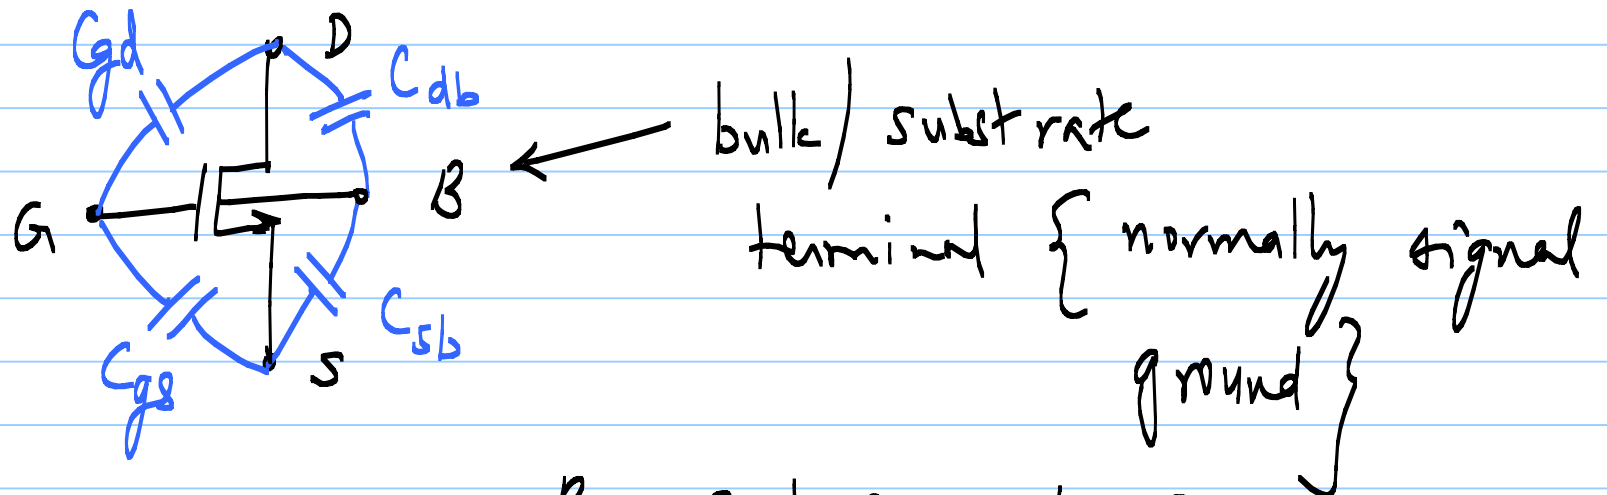 D
Cgd
Cdb
bulk/substrate
G
B
terminal { normally signal
Csb
ground }
Cgs
S